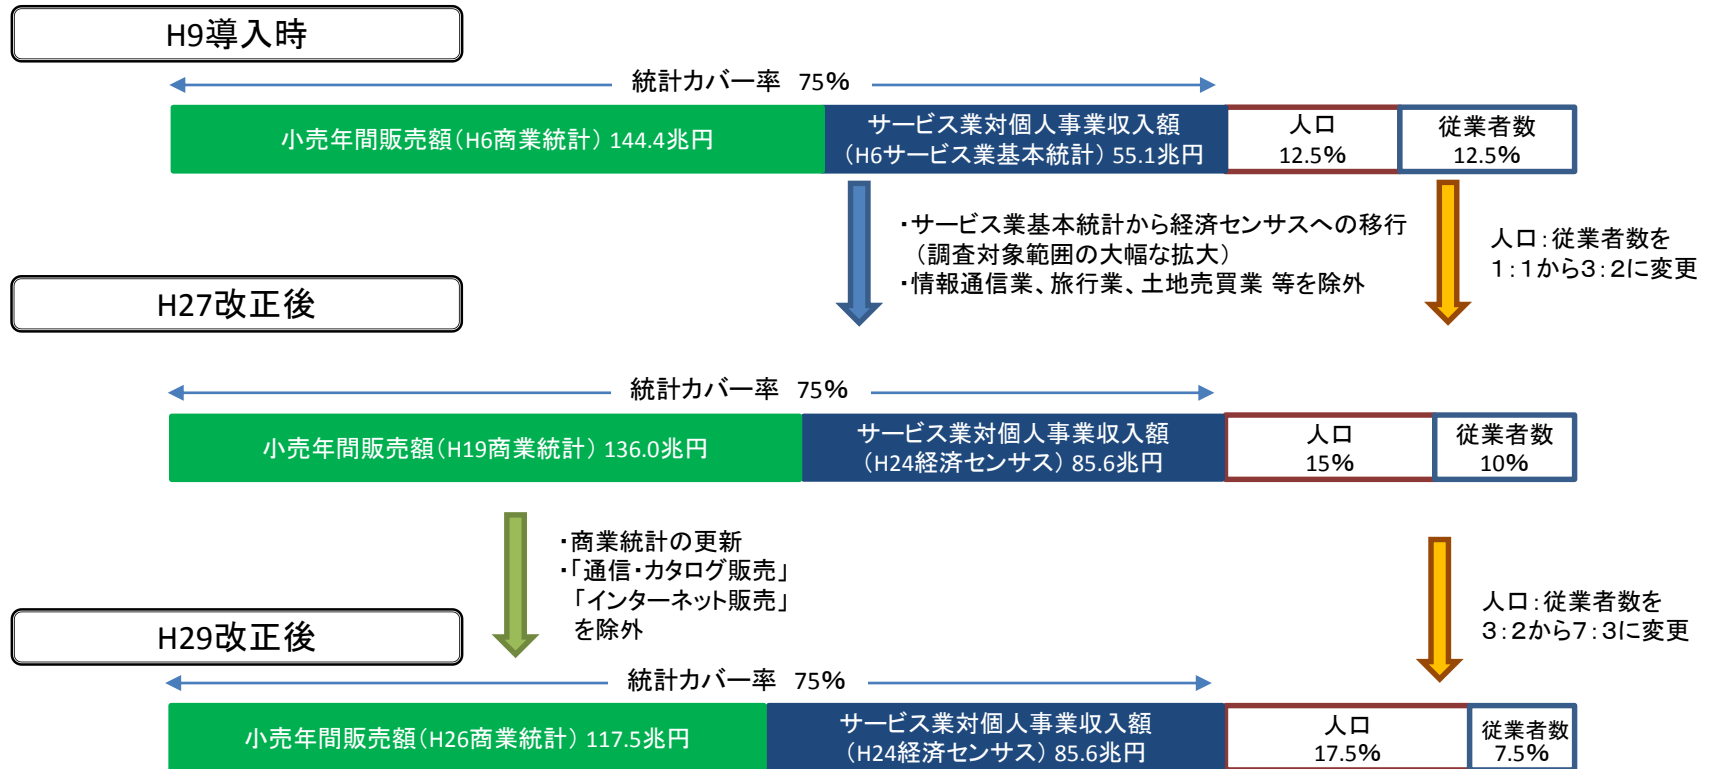 H9導入時
統計カバー率 75%
小売年間販売額(H6商業統計) 144.4兆円
サービス業対個人事業収入額
(H6サービス業基本統計) 55.1兆円
人口
12.5%
従業者数
12.5%
・サービス業基本統計から経済センサスへの移行
(調査対象範囲の大幅な拡大)
・情報通信業、旅行業、土地売買業 等を除外
人口:従業者数を
1:1から3:2に変更
H27改正後
統計カバー率 75%
小売年間販売額(H19商業統計) 136.0兆円
サービス業対個人事業収入額
(H24経済センサス) 85.6兆円
人口
15%
従業者数
10%
・商業統計の更新
・「通信・カタログ販売」
「インターネット販売」
を除外
人口:従業者数を
3:2から7:3に変更
H29改正後
統計カバー率 75%
小売年間販売額(H26商業統計) 117.5兆円
サービス業対個人事業収入額
(H24経済センサス) 85.6兆円
人口
17.5%
従業者数
7.5%